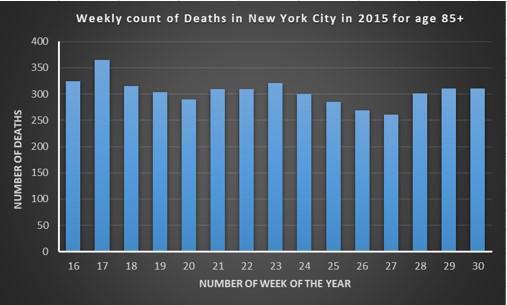 Weekly count of Deaths in New York City in 2015 for age 85+
NUMBER OF DEATHS
400
350
300
250
200
150
100
50
0
16 17 18 19 20 21 22 23 24 25 26 27 28 29 30
NUMBER OF WEEK OF THE YEAR